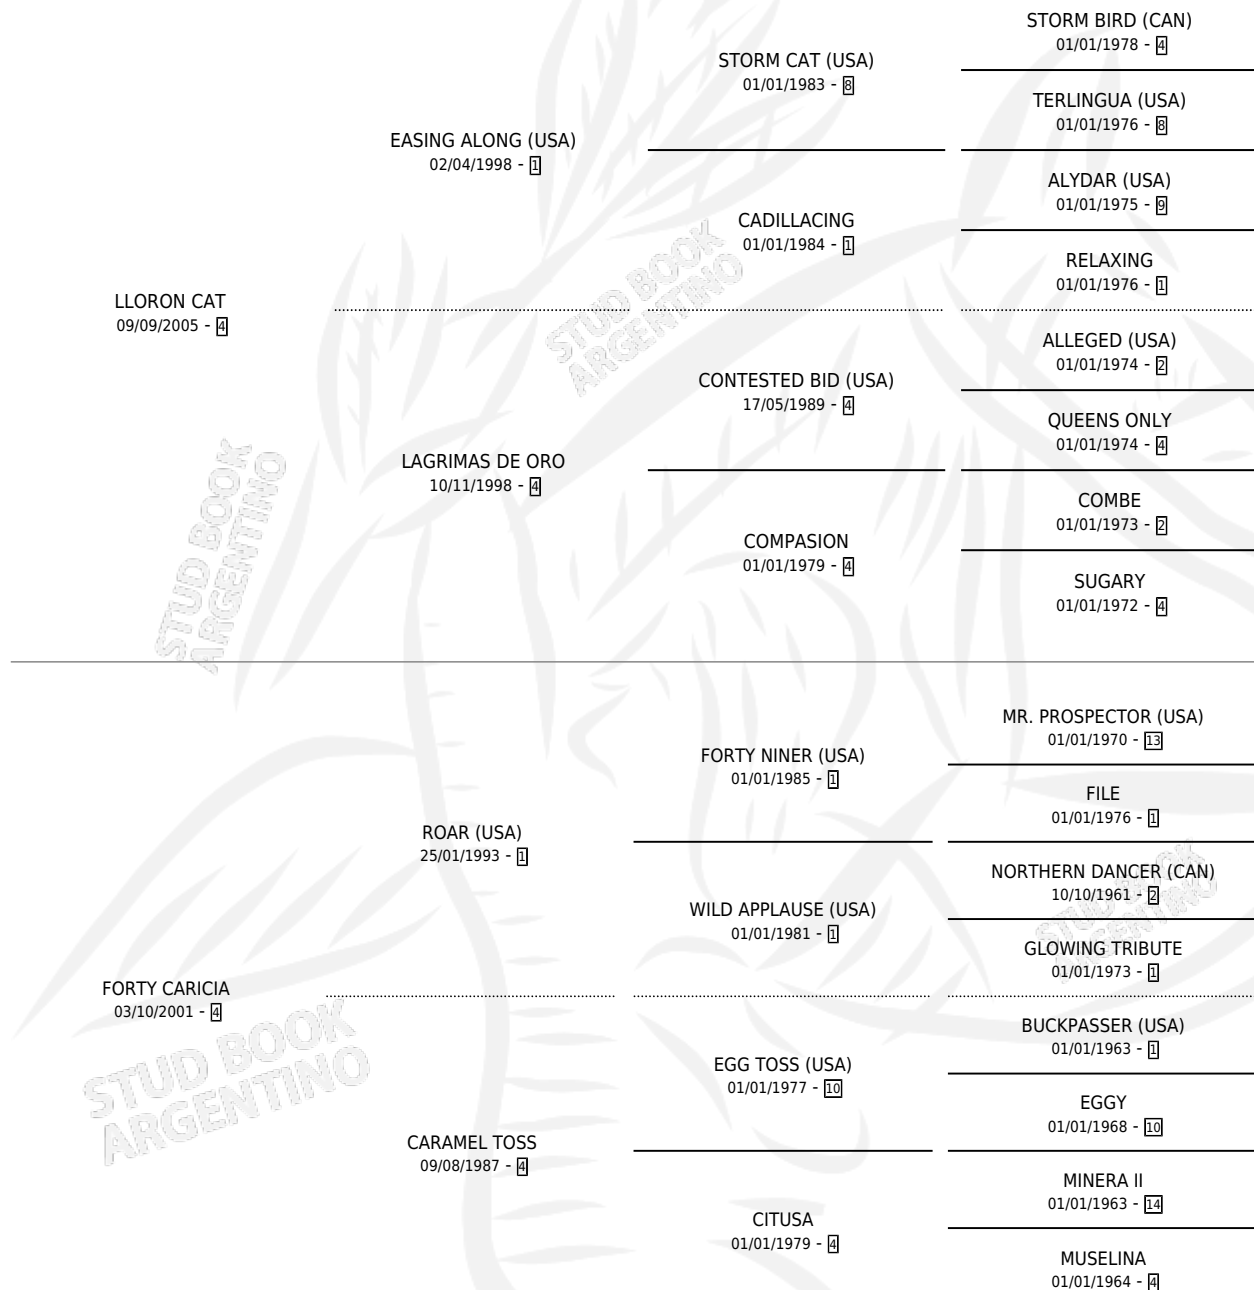 STORM BIRD (CAN)
01/01/1978 - 4
STORM CAT (USA)
01/01/1983 - 8
TERLINGUA (USA)
01/01/1976 - 8
EASING ALONG (USA)
02/04/1998 - 1
ALYDAR (USA)
01/01/1975 - 9
CADILLACING
01/01/1984 - 1
RELAXING
01/01/1976 - 1
LLORON CAT
09/09/2005 - 4
STUD BOOK
ARGENTINO
ALLEGED (USA)
01/01/1974 - 2
CONTESTED BID (USA)
17/05/1989 - 4
QUEENS ONLY
01/01/1974 - 4
LAGRIMAS DE ORO
10/11/1998 - 4
COMBE
01/01/1973 - 2
COMPASION
01/01/1979 - 4
SUGARY
01/01/1972 - 4
STUD BOOK
ARGENTINO
MR. PROSPECTOR (USA)
01/01/1970 - 13
FORTY NINER (USA)
01/01/1985 - 1
FILE
01/01/1976 - 1
ROAR (USA)
25/01/1993 - 1
NORTHERN DANCER (CAN)
10/10/1961 - 2
WILD APPLAUSE (USA)
01/01/1981 - 1
GLOWING TRIBUTE
01/01/1973 - 1
STUD BOOK
ARGENTINO
FORTY CARICIA
03/10/2001 - 4
STUD BOOK
ARGENTINO
BUCKPASSER (USA)
01/01/1963 - 1
EGG TOSS (USA)
01/01/1977 - 10
EGGY
01/01/1968 - 10
CARAMEL TOSS
09/08/1987 - 4
MINERA II
01/01/1963 - 14
CITUSA
01/01/1979 - 4
MUSELINA
01/01/1964 - 4